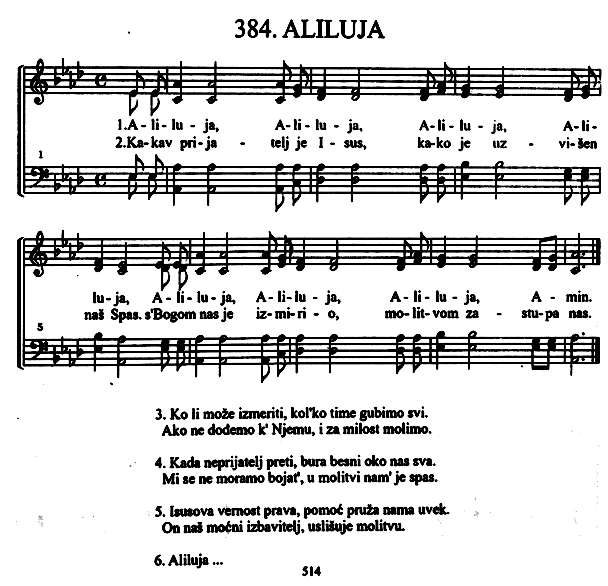 384. ALILUJA
1.A - li - lu - ja, A - li - lu - ja, A - li - lu - ja, A - li -
2.Ka - kav pri - ja - telj je I - sus, ka - ko je uz - vi - šen
1
lu - ja, A - li - lu - ja, A - li - lu - ja, A - li - lu - ja, A - min.
naš Spas. s'Bogom nas je iz - mi - ri - o, mo - lit - vom za - stu - pa nas.
5
3. Ko li može izmeriti, kol'ko time gubimo svi.
Ako ne dođemo k' Njemu, i za milost molimo.
4. Kada neprijatelj preti, bura besni oko nas sva.
Mi se ne moramo bojat', u molitvi nam' je spas.
5. Isusova vernost prava, pomoć pruža nama uvek.
On naš moćni izbavitelj, uslišuje molitvu.
6. Aliluja ...
514